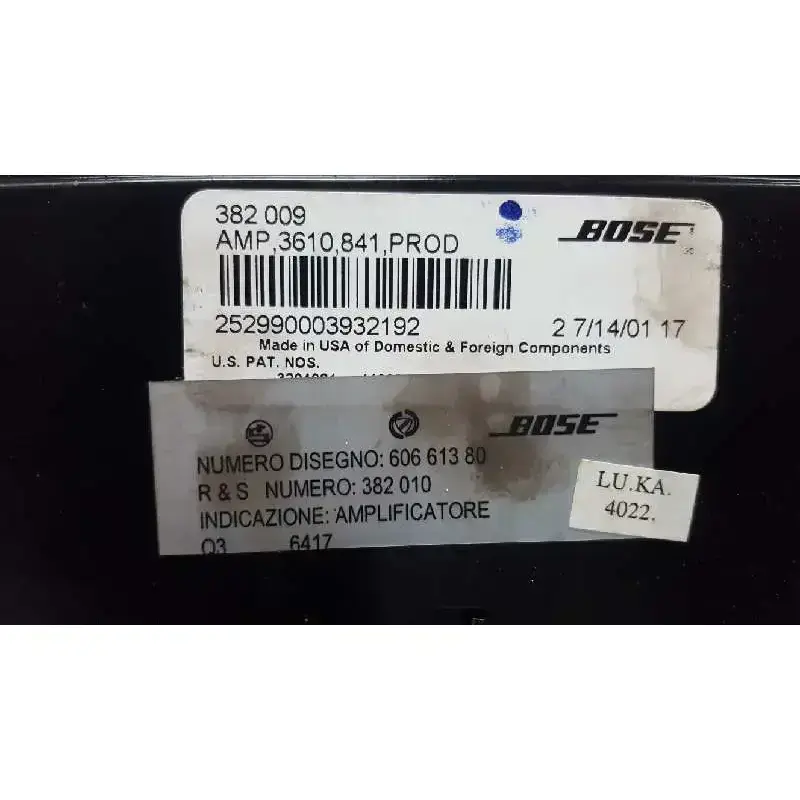 382 009
AMP,3610,841,PROD
BOSE
252990003932192
2 7/14/01 17
Made in USA of Domestic & Foreign Components
U.S. PAT. NOS.
BOSE
NUMERO DISEGNO: 606 613 80
R & S NUMERO: 382 010
INDICAZIONE: AMPLIFICATORE
Q3 6417
LU.KA.
4022.